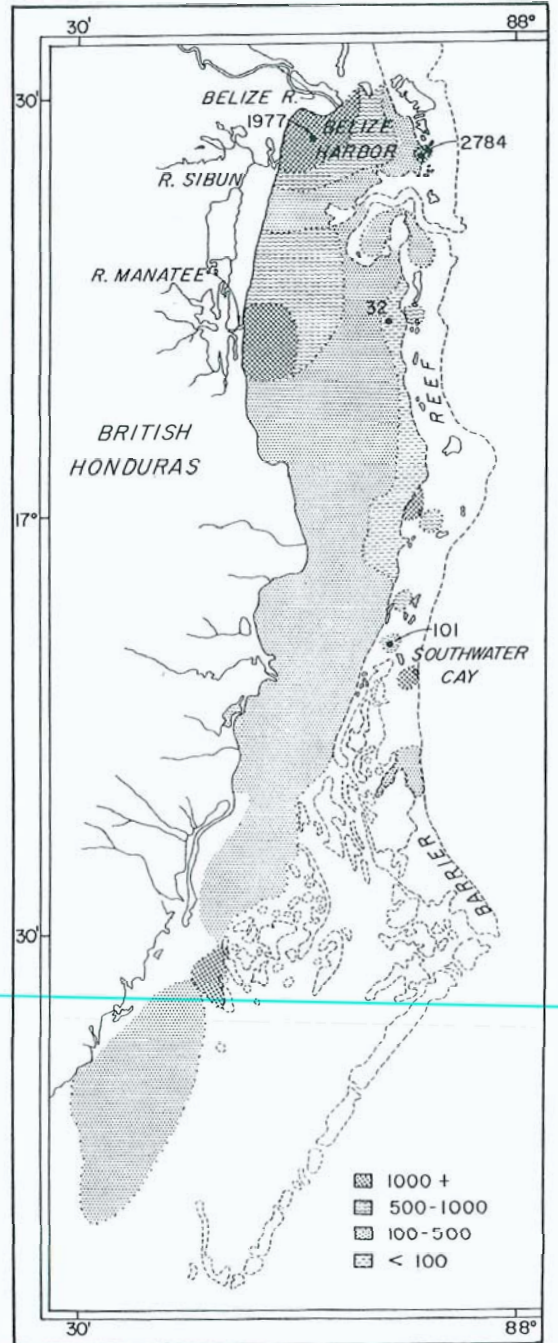 30'
88°
30'
BELIZE R.
1977
BELIZE
HARBOR
2784
R. SIBUN
R. MANATEE
32
REEF
BRITISH
HONDURAS
17°
101
SOUTHWATER
CAY
BARRIER
30'
1000 +
500-1000
100-500
< 100
30'
88°